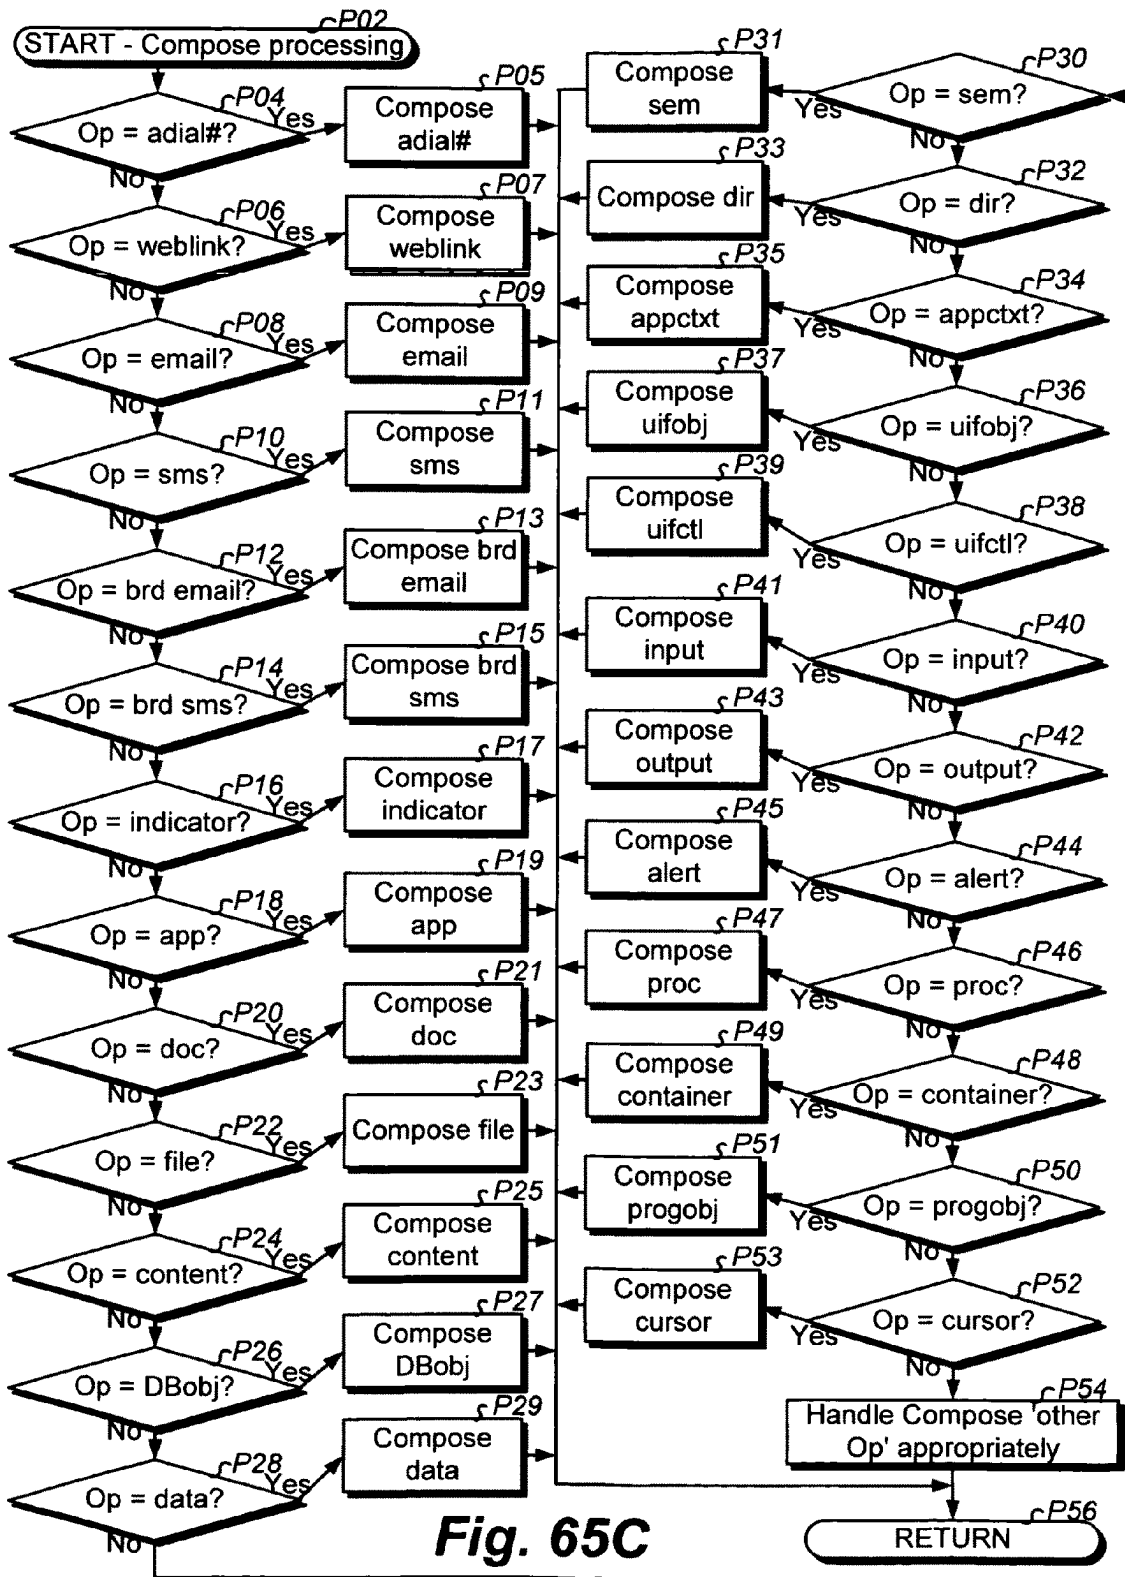 P02
START - Compose processing
P04
Op = adial#?
Yes
No
P05
Compose
adial#
P06
Op = weblink?
Yes
No
P07
Compose
weblink
P08
Op = email?
Yes
No
P09
Compose
email
P10
Op = sms?
Yes
No
P11
Compose
sms
P12
Op = brd email?
Yes
No
P13
Compose brd
email
P14
Op = brd sms?
Yes
No
P15
Compose brd
sms
P16
Op = indicator?
Yes
No
P17
Compose
indicator
P18
Op = app?
Yes
No
P19
Compose
app
P20
Op = doc?
Yes
No
P21
Compose
doc
P22
Op = file?
Yes
No
P23
Compose file
P24
Op = content?
Yes
No
P25
Compose
content
P26
Op = DBobj?
Yes
No
P27
Compose
DBobj
P28
Op = data?
Yes
No
P29
Compose
data
P30
Op = sem?
Yes
No
P31
Compose
sem
P32
Op = dir?
Yes
No
P33
Compose dir
P34
Op = appctxt?
Yes
No
P35
Compose
appctxt
P36
Op = uifobj?
Yes
No
P37
Compose
uifobj
P38
Op = uifctl?
Yes
No
P39
Compose
uifctl
P40
Op = input?
Yes
No
P41
Compose
input
P42
Op = output?
Yes
No
P43
Compose
output
P44
Op = alert?
Yes
No
P45
Compose
alert
P46
Op = proc?
Yes
No
P47
Compose
proc
P48
Op = container?
Yes
No
P49
Compose
container
P50
Op = progobj?
Yes
No
P51
Compose
progobj
P52
Op = cursor?
Yes
No
P53
Compose
cursor
P54
Handle Compose 'other
Op' appropriately
P56
RETURN
Fig. 65C